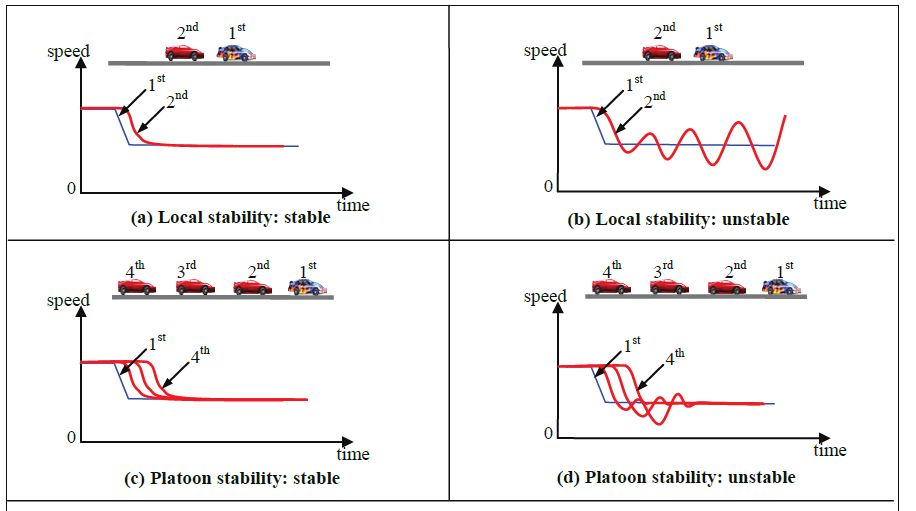 2nd 1st
speed
1st
2nd
0
time
(a) Local stability: stable
2nd 1st
speed
1st
2nd
0
time
(b) Local stability: unstable
4th 3rd 2nd 1st
speed
1st
4th
0
time
(c) Platoon stability: stable
4th 3rd 2nd 1st
speed
1st
4th
0
time
(d) Platoon stability: unstable